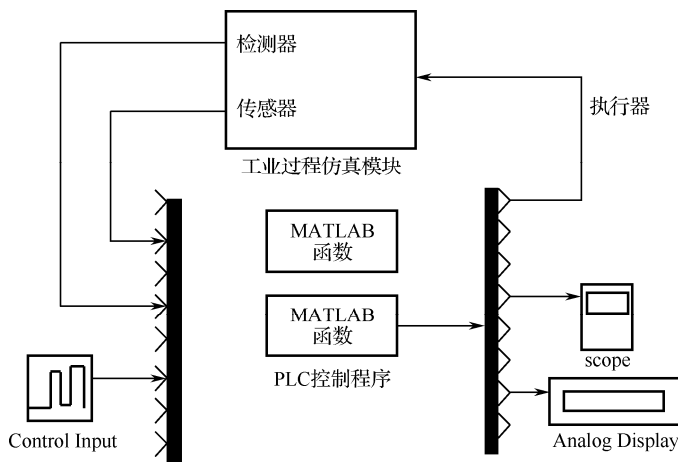 检测器
传感器
执行器
工业过程仿真模块
MATLAB
函数
MATLAB
函数
PLC控制程序
scope
Control Input
Analog Display